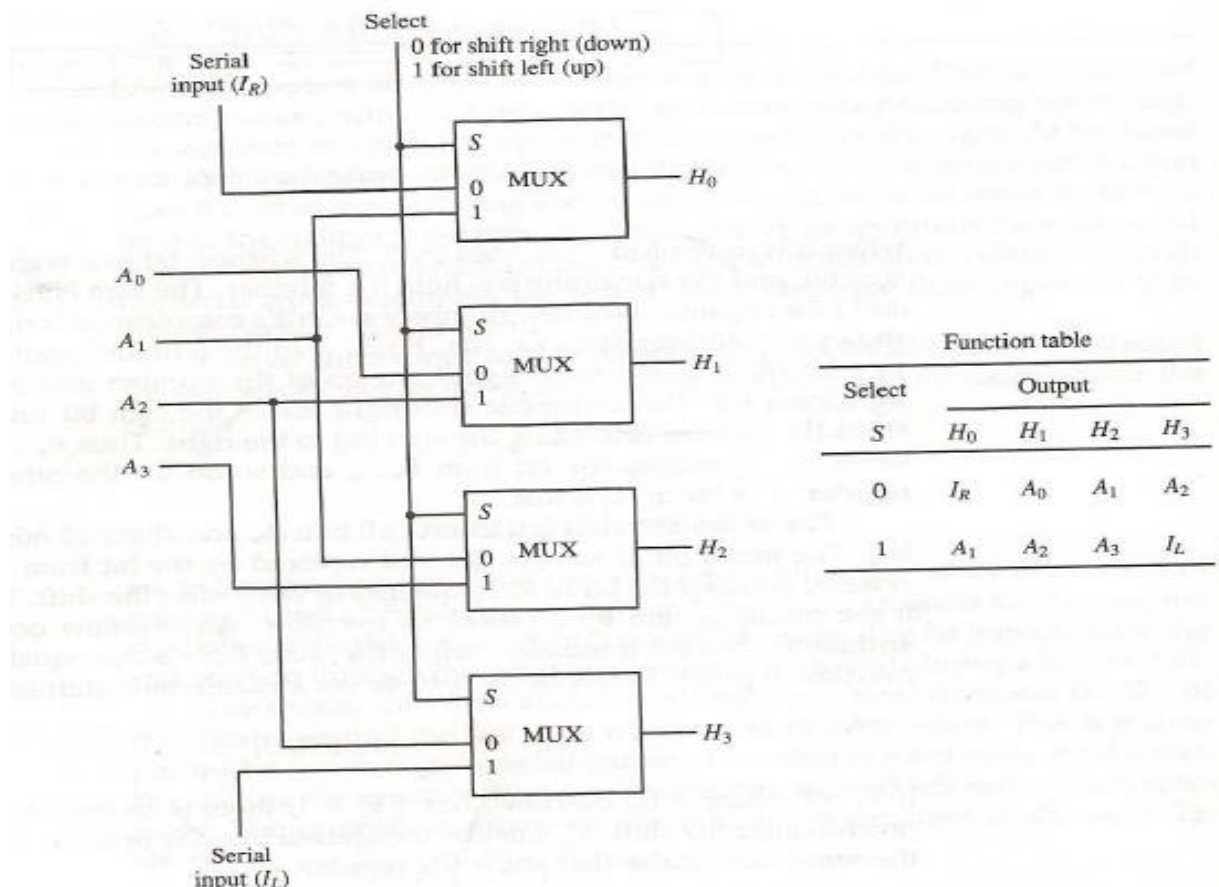 Select
0 for shift right (down)
1 for shift left (up)
Serial
input (I_R)
S
0
1
MUX
H_0
A_0
S
0
1
MUX
H_1
A_1
A_2
A_3
S
0
1
MUX
H_2
S
0
1
MUX
H_3
Serial
input (I_L)
Function table
Select Output
S H_0 H_1 H_2 H_3
0 I_R A_0 A_1 A_2
1 A_1 A_2 A_3 I_L